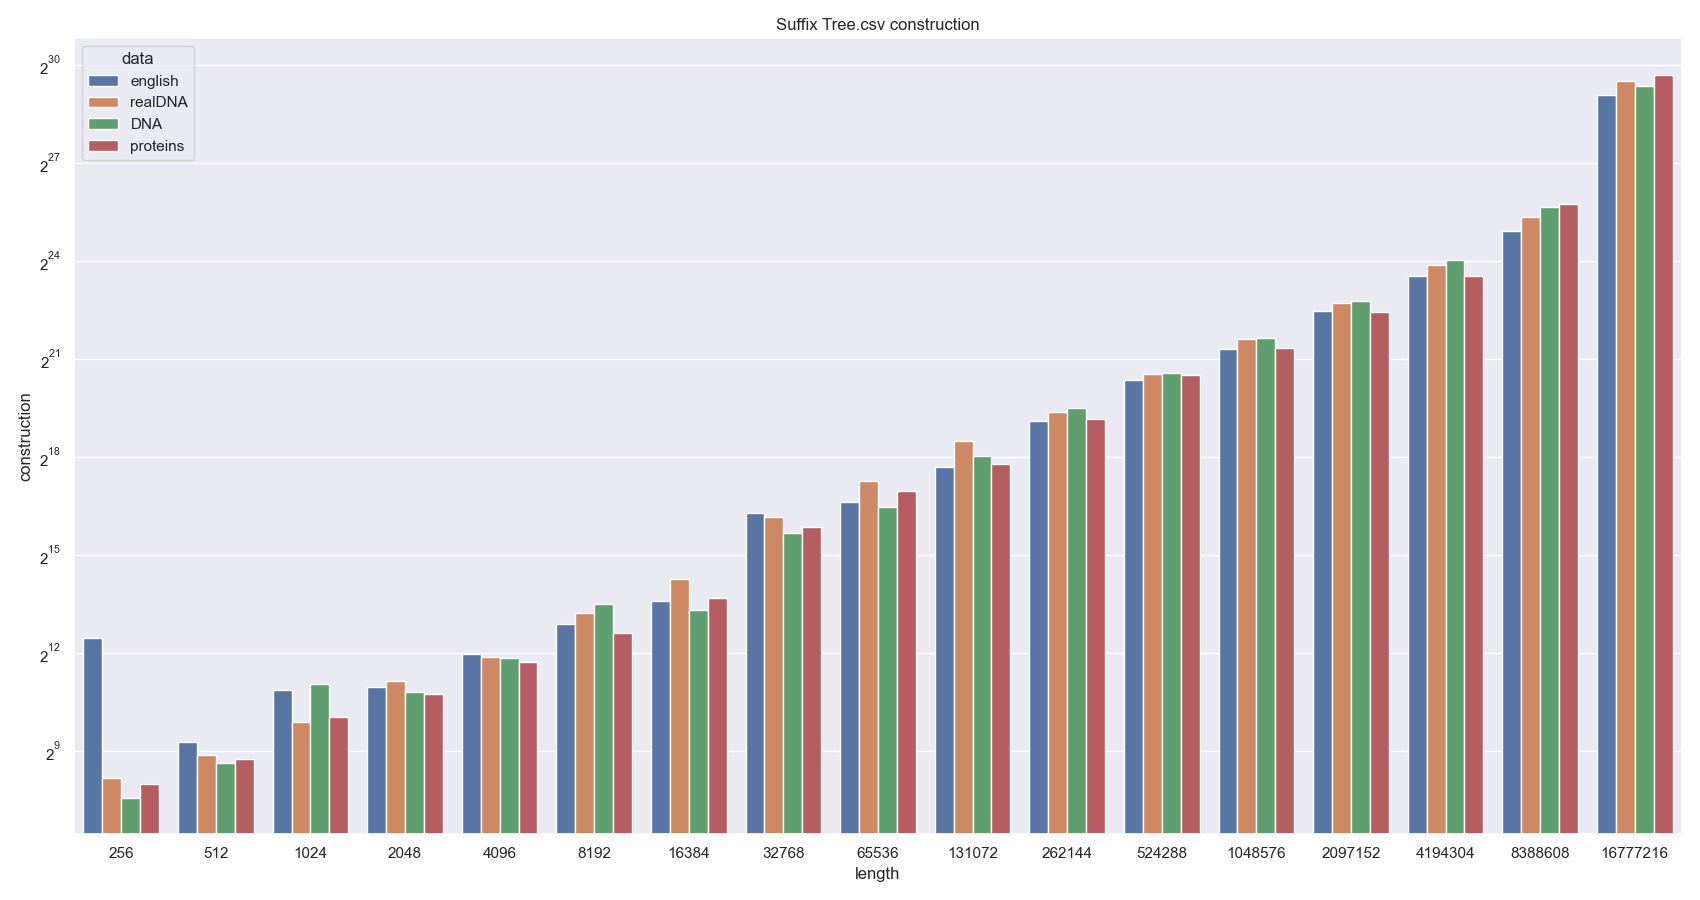 Suffix Tree.csv construction
data
english
realDNA
DNA
proteins
2^30
2^27
2^24
2^21
2^18
2^15
2^12
2^9
construction
256 512 1024 2048 4096 8192 16384 32768 65536 131072 262144 524288 1048576 2097152 4194304 8388608 16777216
length